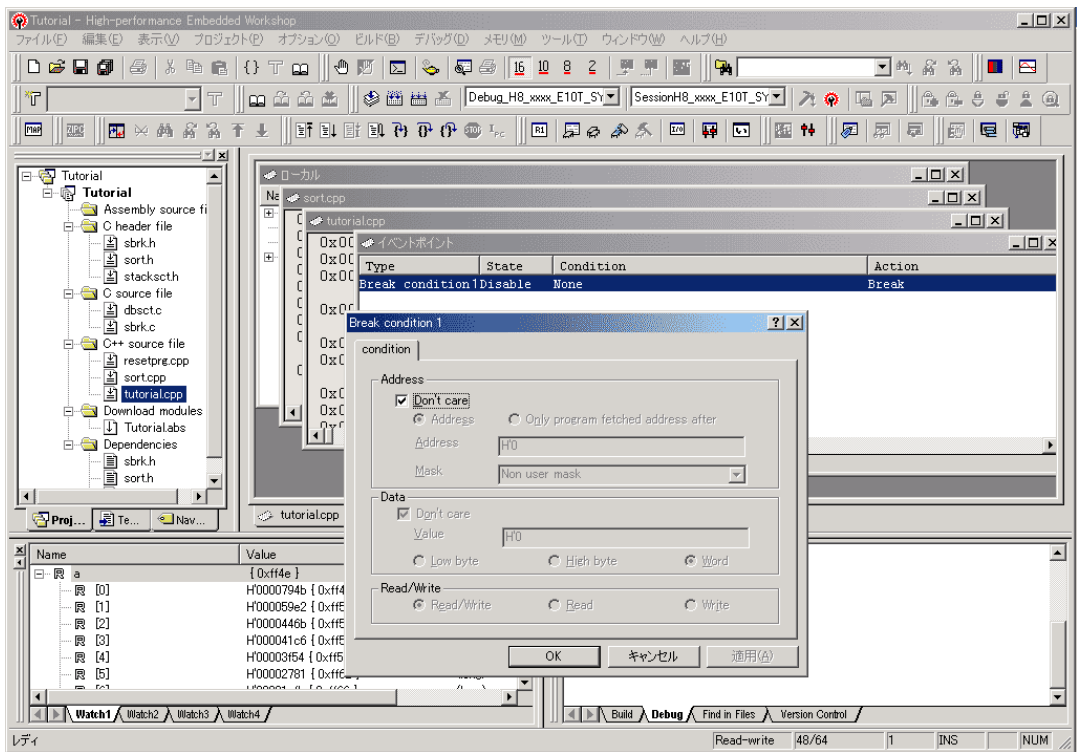 Tutorial - High-performance Embedded Workshop
ファイル(F) 編集(E) 表示(V) プロジェクト(P) オプション(O) ビルド(B) デバッグ(D) メモリ(M) ツール(T) ウィンドウ(W) ヘルプ(H)
16 10 8 2
Debug_H8_xxxx_E10T_SY
SessionH8_xxxx_E10T_SY
Tutorial
Tutorial
Assembly source fi
C header file
sbrk.h
sort.h
stacksct.h
C source file
dbsct.c
sbrk.c
C++ source file
resetprg.cpp
sort.cpp
tutorial.cpp
Download modules
Tutorial.abs
Dependencies
sbrk.h
sort.h
Proj... Te... Nav...
ローカル
sort.cpp
tutorial.cpp
イベントポイント
Type State Condition Action
Break condition 1 Disable None Break
tutorial.cpp
Break condition 1
condition
Address
Don't care
Address Only program fetched address after
Address H'0
Mask Non user mask
Data
Don't care
Value H'0
Low byte High byte Word
Read/Write
Read/Write Read Write
OK キャンセル 適用(A)
Name Value
a { 0xff4e }
[0] H'0000794b { 0xff4
[1] H'000059e2 { 0xff5
[2] H'0000446b { 0xff5
[3] H'000041c6 { 0xff5
[4] H'00003f54 { 0xff5
[5] H'00002781 { 0xff6
Watch1 Watch2 Watch3 Watch4
Build Debug Find in Files Version Control
レディ Read-write 48/64 1 INS NUM